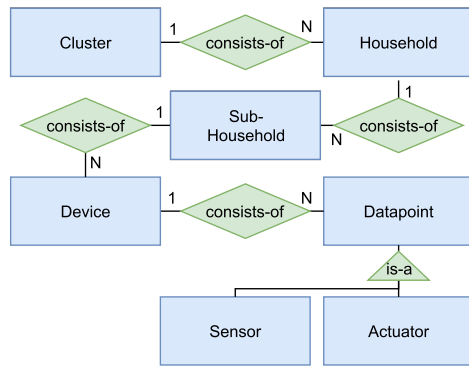 1
N
Cluster
consists-of
Household
1
consists-of
1
Sub-
Household
N
consists-of
N
Device
1
consists-of
N
Datapoint
is-a
Sensor
Actuator